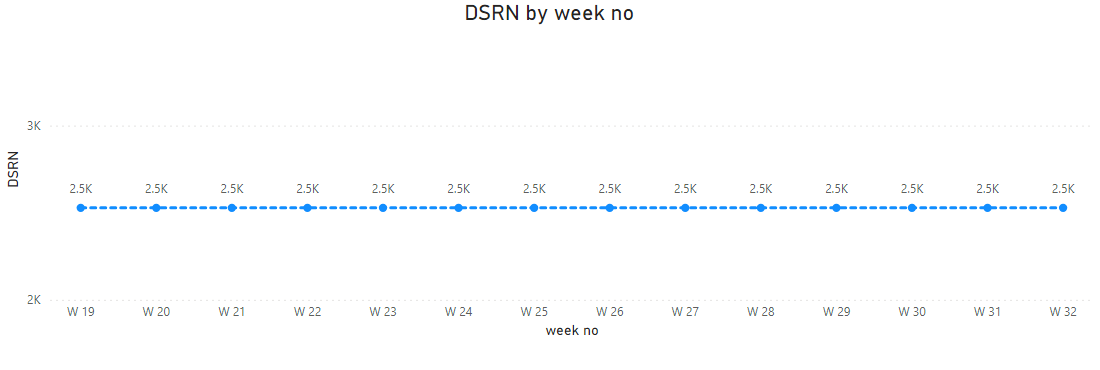 DSRN by week no
3K
DSRN
2.5K 2.5K 2.5K 2.5K 2.5K 2.5K 2.5K 2.5K 2.5K 2.5K 2.5K 2.5K 2.5K 2.5K
2K
W 19 W 20 W 21 W 22 W 23 W 24 W 25 W 26 W 27 W 28 W 29 W 30 W 31 W 32
week no